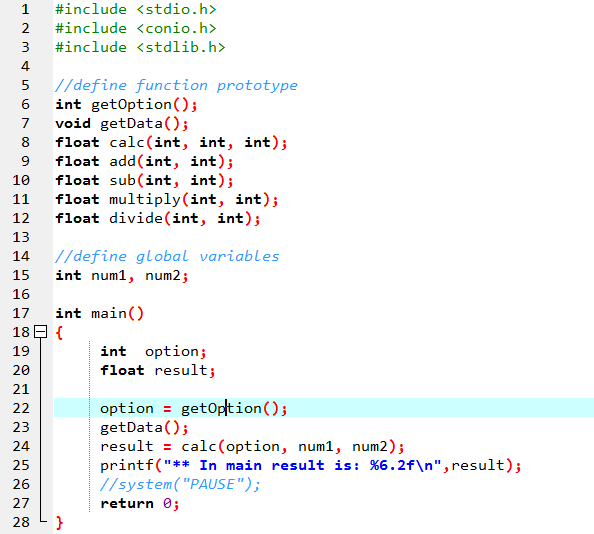 1 #include <stdio.h>
2 #include <conio.h>
3 #include <stdlib.h>
4
5 //define function prototype
6 int getOption();
7 void getData();
8 float calc(int, int, int);
9 float add(int, int);
10 float sub(int, int);
11 float multiply(int, int);
12 float divide(int, int);
13
14 //define global variables
15 int num1, num2;
16
17 int main()
18 {
19 int  option;
20 float result;
21
22 option = getOption();
23 getData();
24 result = calc(option, num1, num2);
25 printf("** In main result is: %6.2f\n",result);
26 //system("PAUSE");
27 return 0;
28 }